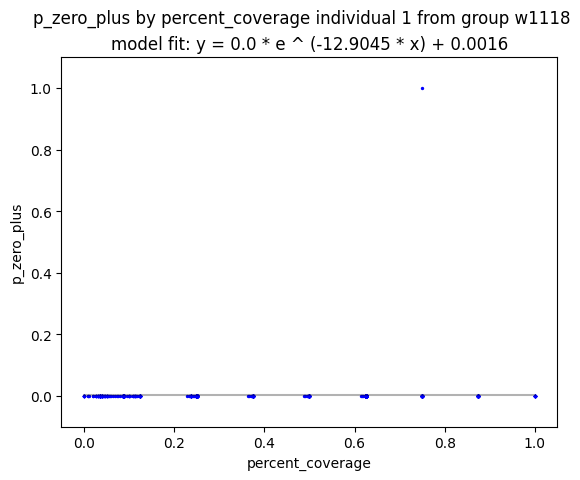 p_zero_plus by percent_coverage individual 1 from group w1118
model fit: y = 0.0 * e ^ (-12.9045 * x) + 0.0016
1.0
0.8
0.6
0.4
0.2
0.0
p_zero_plus
0.0 0.2 0.4 0.6 0.8 1.0
percent_coverage